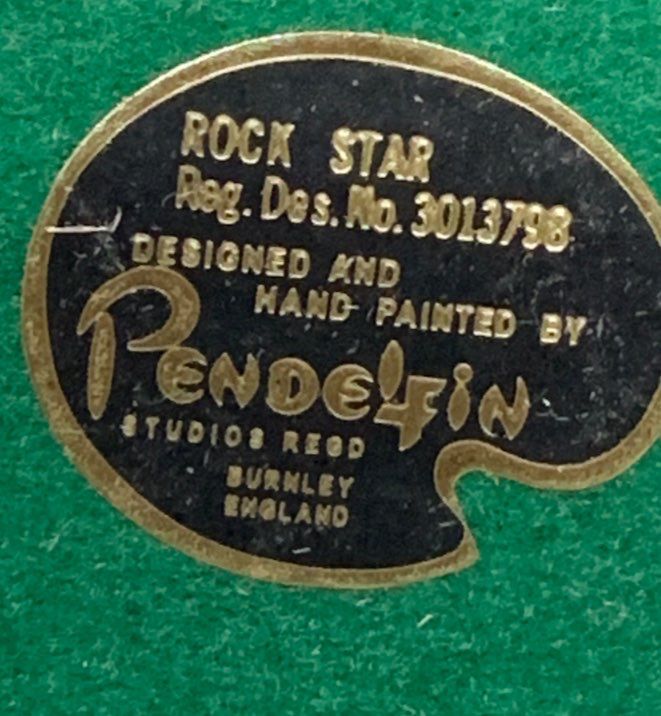 ROCK STAR
Reg. Des. No. 3013798
DESIGNED AND
HAND PAINTED BY
PENDELFIN
STUDIOS REGD
BURNLEY
ENGLAND